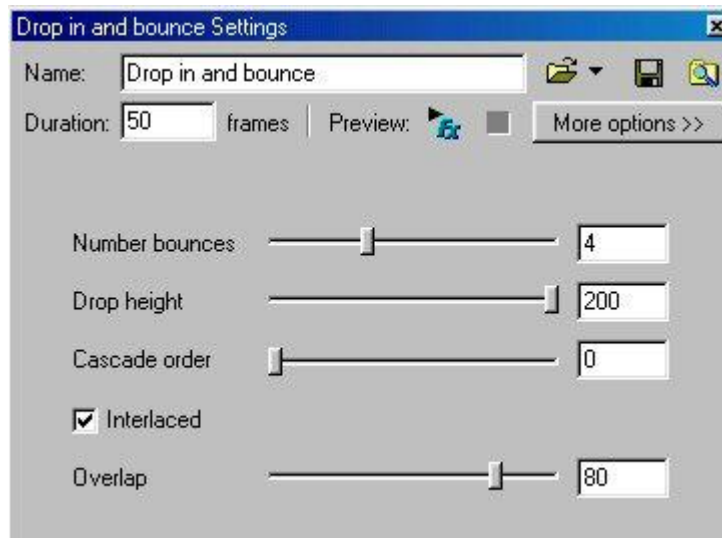 Drop in and bounce Settings
Name: Drop in and bounce
Duration: 50 frames Preview: fx More options >>
Number bounces 4
Drop height 200
Cascade order 0
Interlaced
Overlap 80